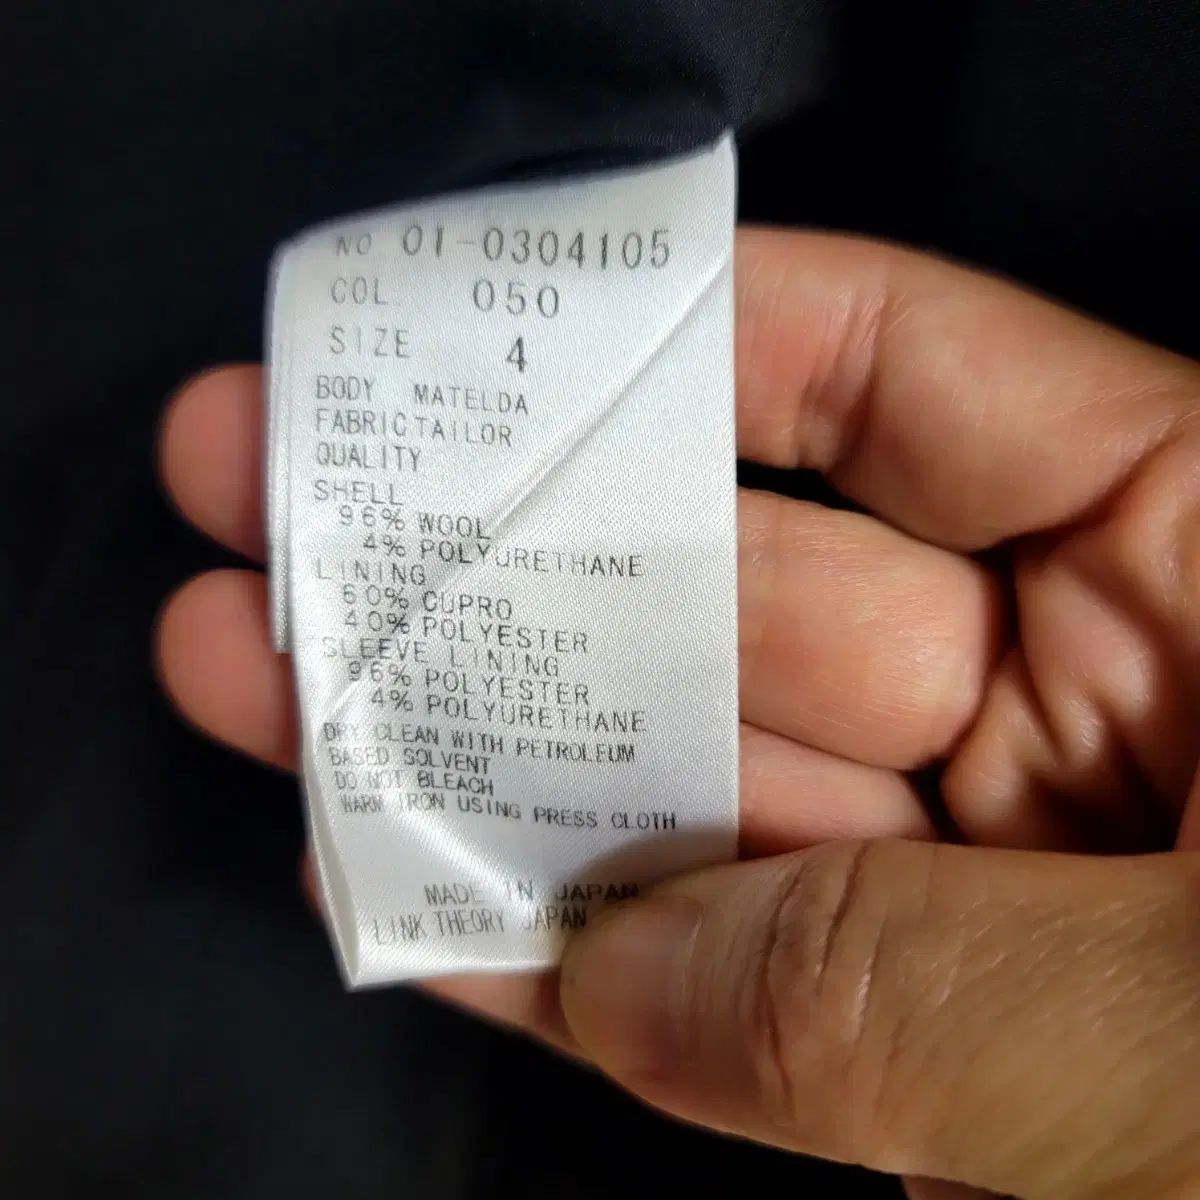 NO 01-0304105
COL. 050
SIZE 4
BODY MATELDA
FABRIC TAILOR
QUALITY
SHELL
96% WOOL
4% POLYURETHANE
LINING
60% CUPRO
40% POLYESTER
SLEEVE LINING
96% POLYESTER
4% POLYURETHANE
DRY CLEAN WITH PETROLEUM
BASED SOLVENT
DO NOT BLEACH
WARM IRON USING PRESS CLOTH
MADE IN JAPAN
LINK THEORY JAPAN